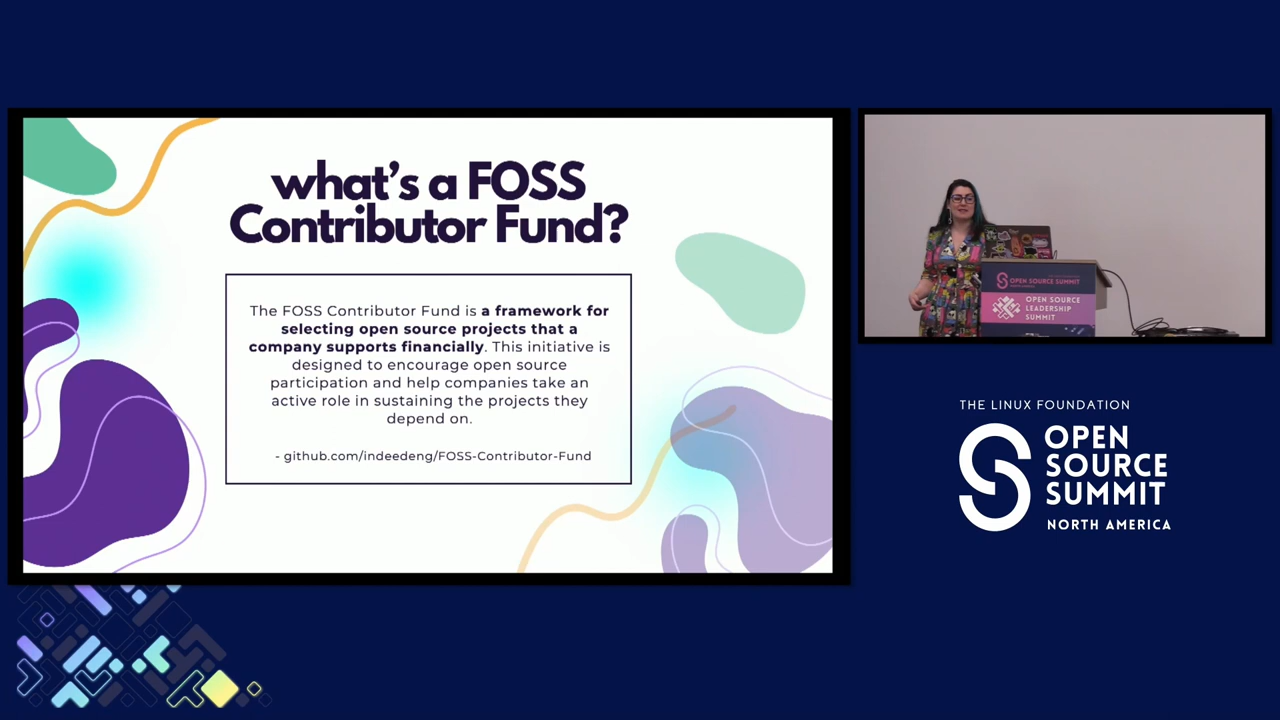 what's a FOSS
Contributor Fund?
The FOSS Contributor Fund is a framework for
selecting open source projects that a
company supports financially. This initiative is
designed to encourage open source
participation and help companies take an
active role in sustaining the projects they
depend on.
- github.com/indeedeng/FOSS-Contributor-Fund
OPEN SOURCE SUMMIT
OPEN SOURCE
LEADERSHIP
SUMMIT
THE LINUX FOUNDATION
OPEN
SOURCE
SUMMIT
NORTH AMERICA